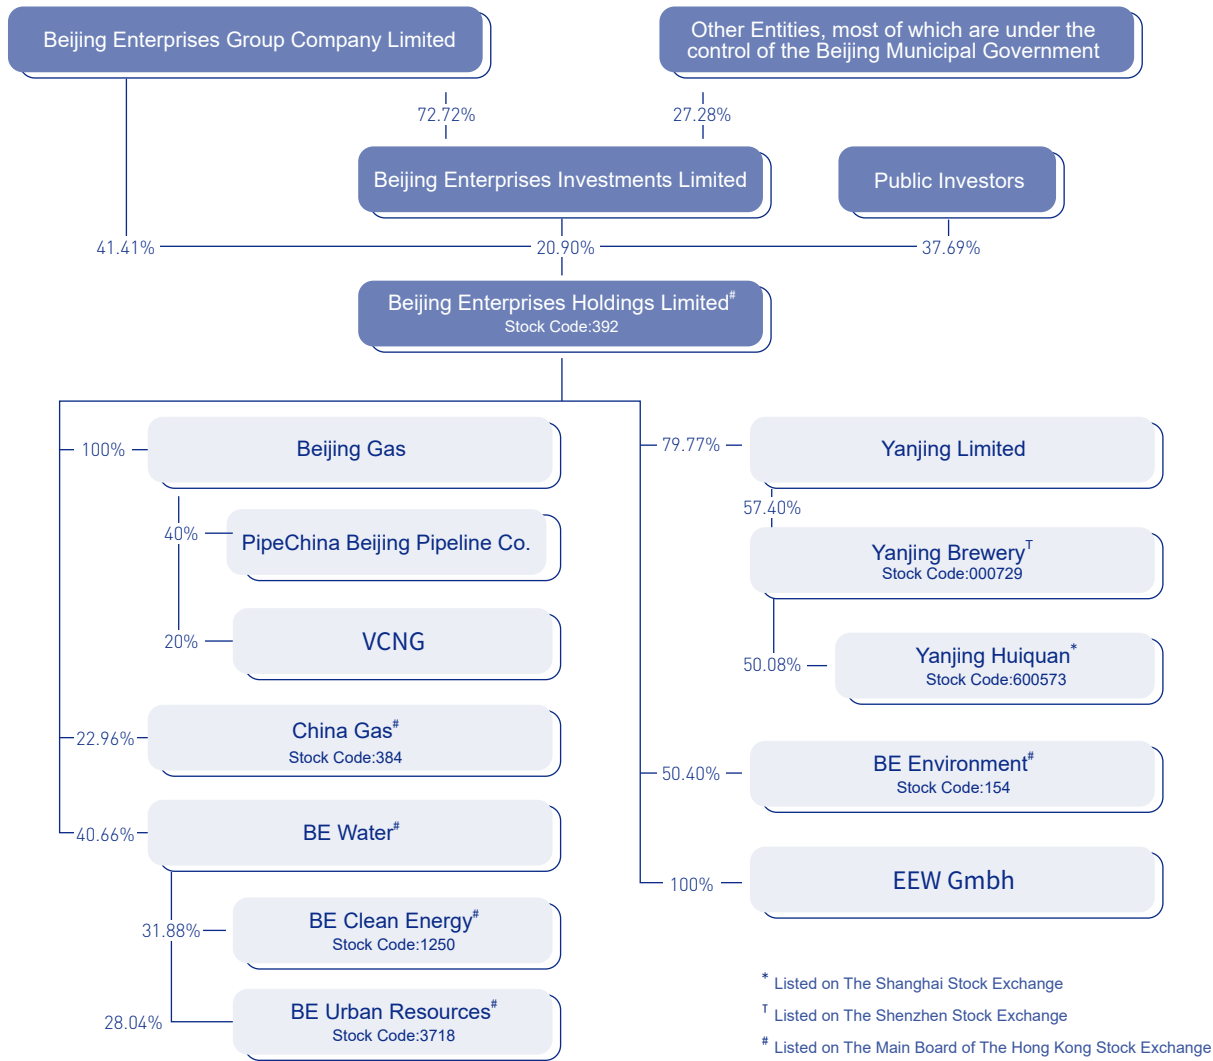 Beijing Enterprises Group Company Limited
Other Entities, most of which are under the
control of the Beijing Municipal Government
72.72%
27.28%
Beijing Enterprises Investments Limited
Public Investors
41.41%
20.90%
37.69%
Beijing Enterprises Holdings Limited#
Stock Code:392
100%
Beijing Gas
40%
PipeChina Beijing Pipeline Co.
20%
VCNG
22.96%
China Gas#
Stock Code:384
40.66%
BE Water#
31.88%
BE Clean Energy#
Stock Code:1250
28.04%
BE Urban Resources#
Stock Code:3718
79.77%
Yanjing Limited
57.40%
Yanjing BreweryT
Stock Code:000729
50.08%
Yanjing Huiquan*
Stock Code:600573
50.40%
BE Environment#
Stock Code:154
100%
EEW Gmbh
* Listed on The Shanghai Stock Exchange
T Listed on The Shenzhen Stock Exchange
# Listed on The Main Board of The Hong Kong Stock Exchange